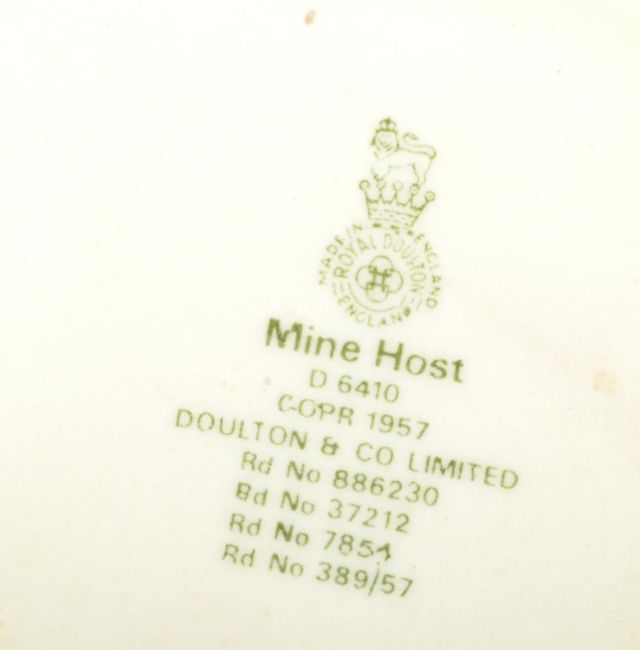 MADE IN ENGLAND
ROYAL DOULTON
ENGLAND
Mine Host
D 6410
COPR 1957
DOULTON & CO LIMITED
Rd No 886230
Rd No 37212
Rd No 7854
Rd No 389/57